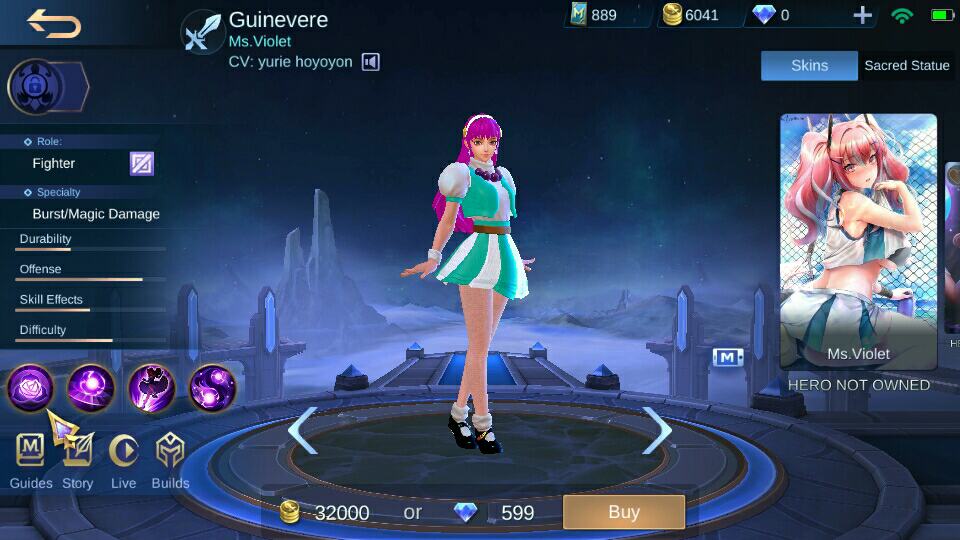 Guinevere
Ms.Violet
CV: yurie hoyoyon
889
6041
0
Skins
Sacred Statue
Role:
Fighter
Specialty
Burst/Magic Damage
Durability
Offense
Skill Effects
Difficulty
M
Ms.Violet
HERO NOT OWNED
Guides
Story
Live
Builds
32000
or
599
Buy